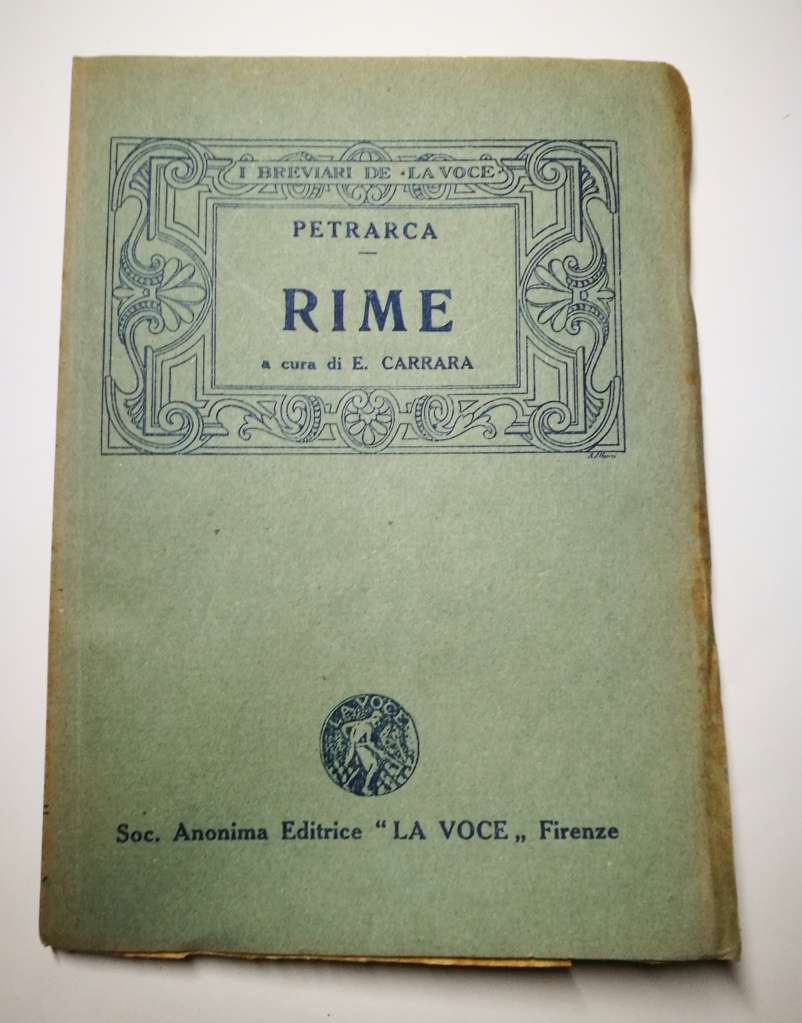 I BREVIARI DE · LA VOCE ·
PETRARCA
RIME
a cura di E. CARRARA
LA VOCE
Soc. Anonima Editrice “LA VOCE„ Firenze